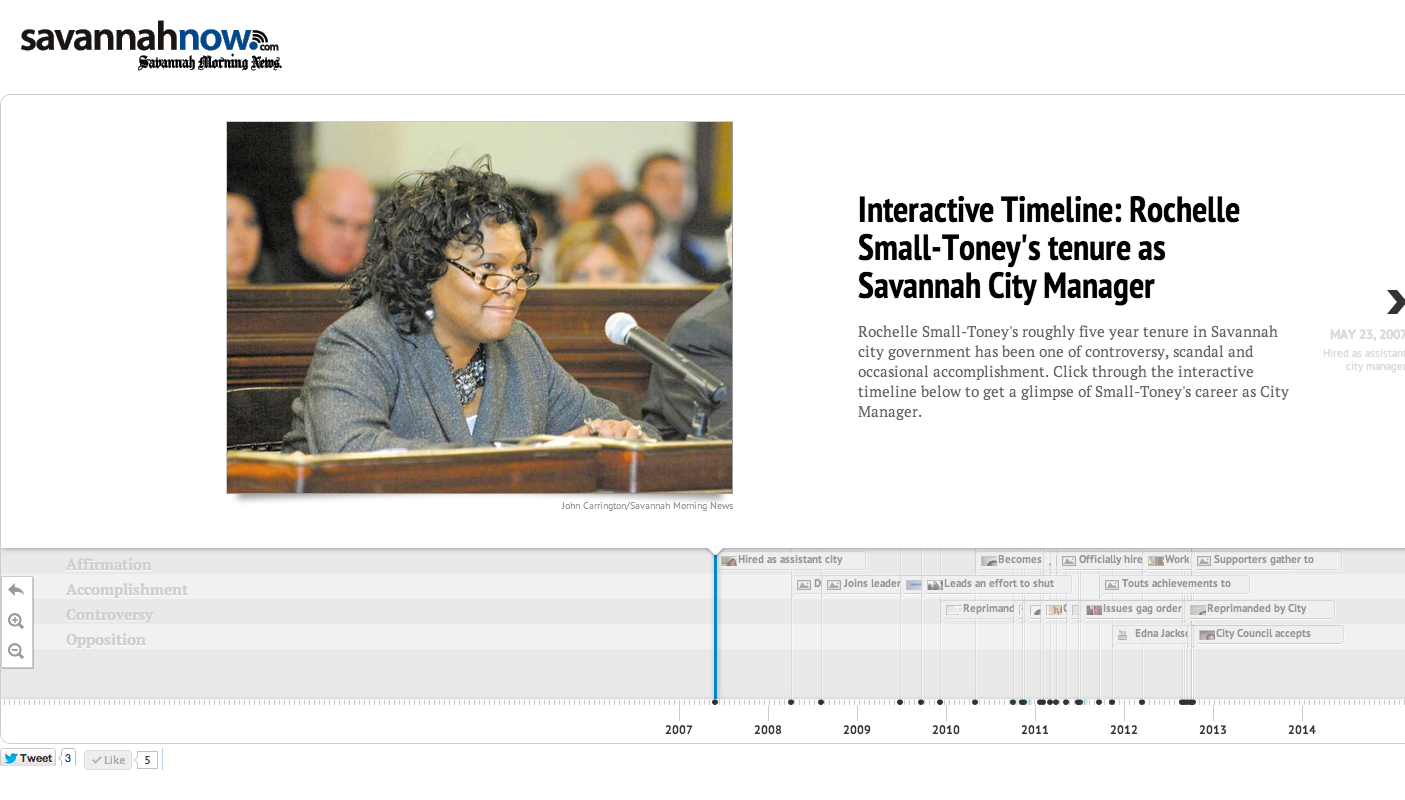 savannahnow.com
Savannah Morning News.
Interactive Timeline: Rochelle
Small-Toney's tenure as
Savannah City Manager
Rochelle Small-Toney's roughly five year tenure in Savannah
city government has been one of controversy, scandal and
occasional accomplishment. Click through the interactive
timeline below to get a glimpse of Small-Toney's career as City
Manager.
MAY 23, 2007
Hired as assistant
city manager
John Carrington/Savannah Morning News
Affirmation
Hired as assistant city
Becomes
Officially hire
Work
Supporters gather to
Accomplishment
D
Joins leader
Leads an effort to shut
Touts achievements to
Controversy
Reprimand
Issues gag order
Reprimanded by City
Opposition
Edna Jackso
City Council accepts
2007 2008 2009 2010 2011 2012 2013 2014
Tweet 3 Like 5